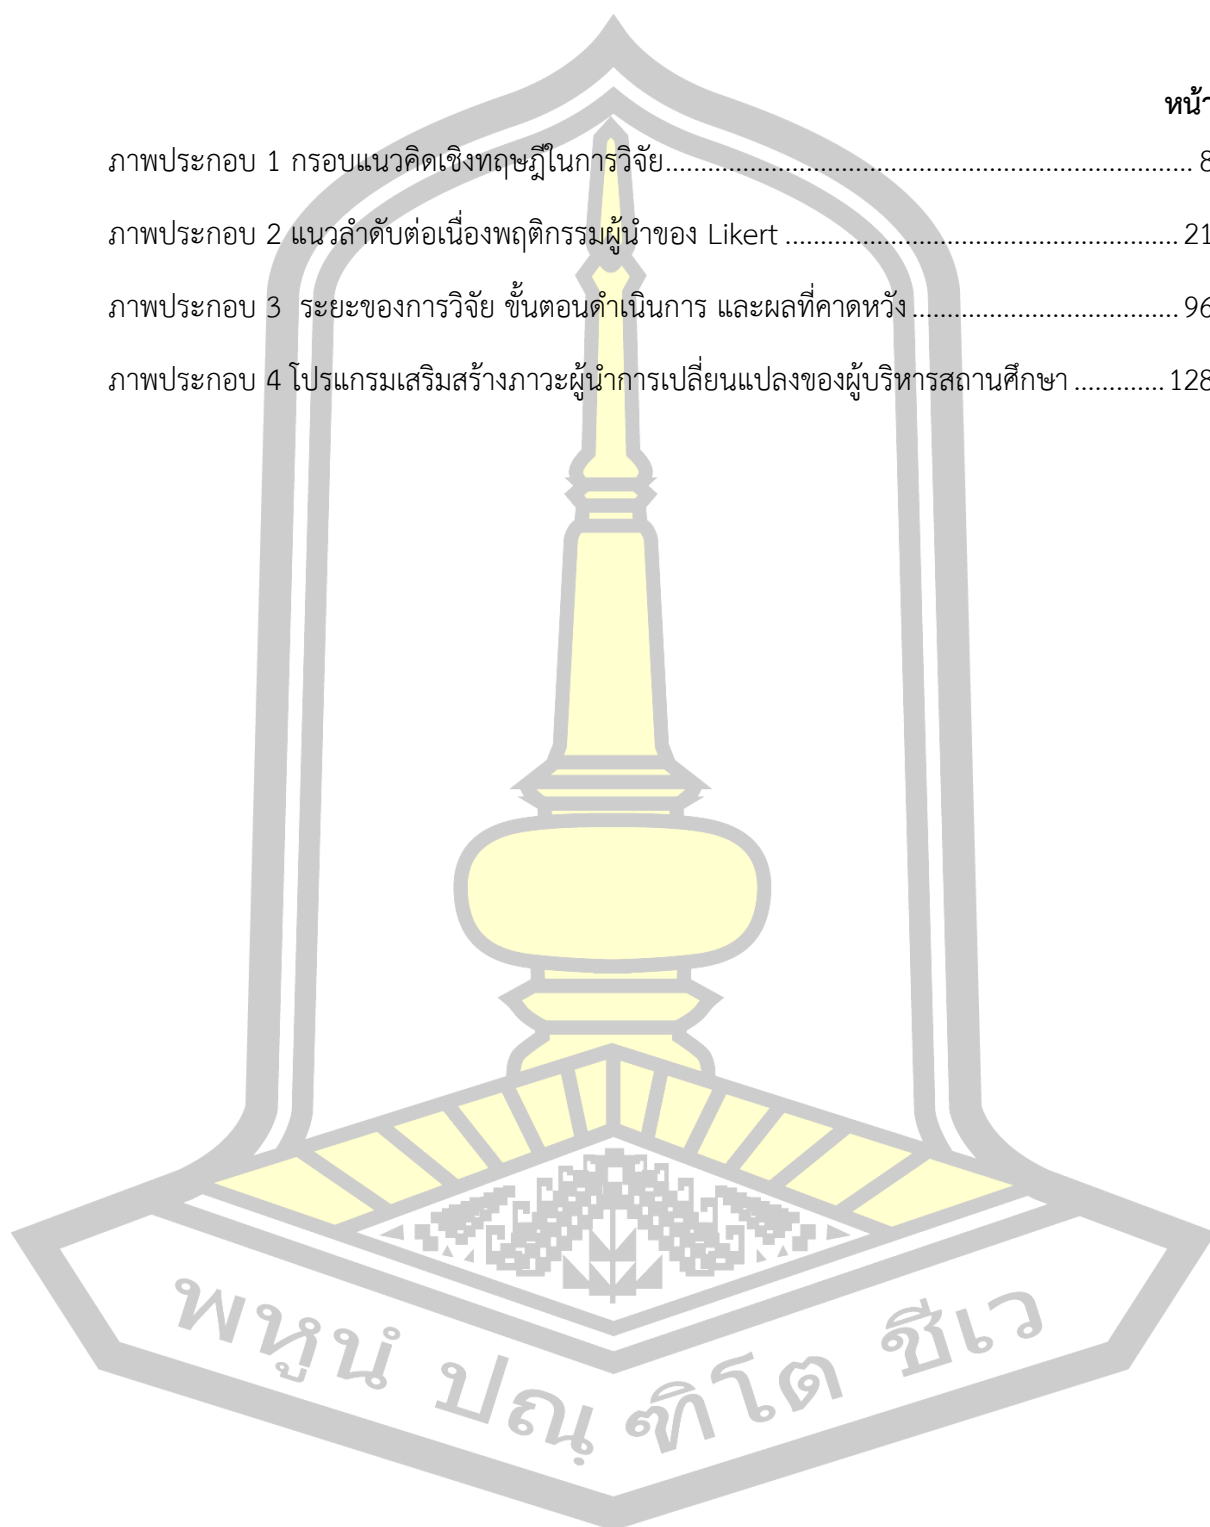 หน้า
ภาพประกอบ 1 กรอบแนวคิดเชิงทฤษฎีในการวิจัย........................................................................... 8
ภาพประกอบ 2 แนวลำดับต่อเนื่องพฤติกรรมผู้นำของ Likert ........................................................ 21
ภาพประกอบ 3 ระยะของการวิจัย ขั้นตอนดำเนินการ และผลที่คาดหวัง ...................................... 96
ภาพประกอบ 4 โปรแกรมเสริมสร้างภาวะผู้นำการเปลี่ยนแปลงของผู้บริหารสถานศึกษา ............. 128
พหูนํ ปณฺฑิโต ชีเว